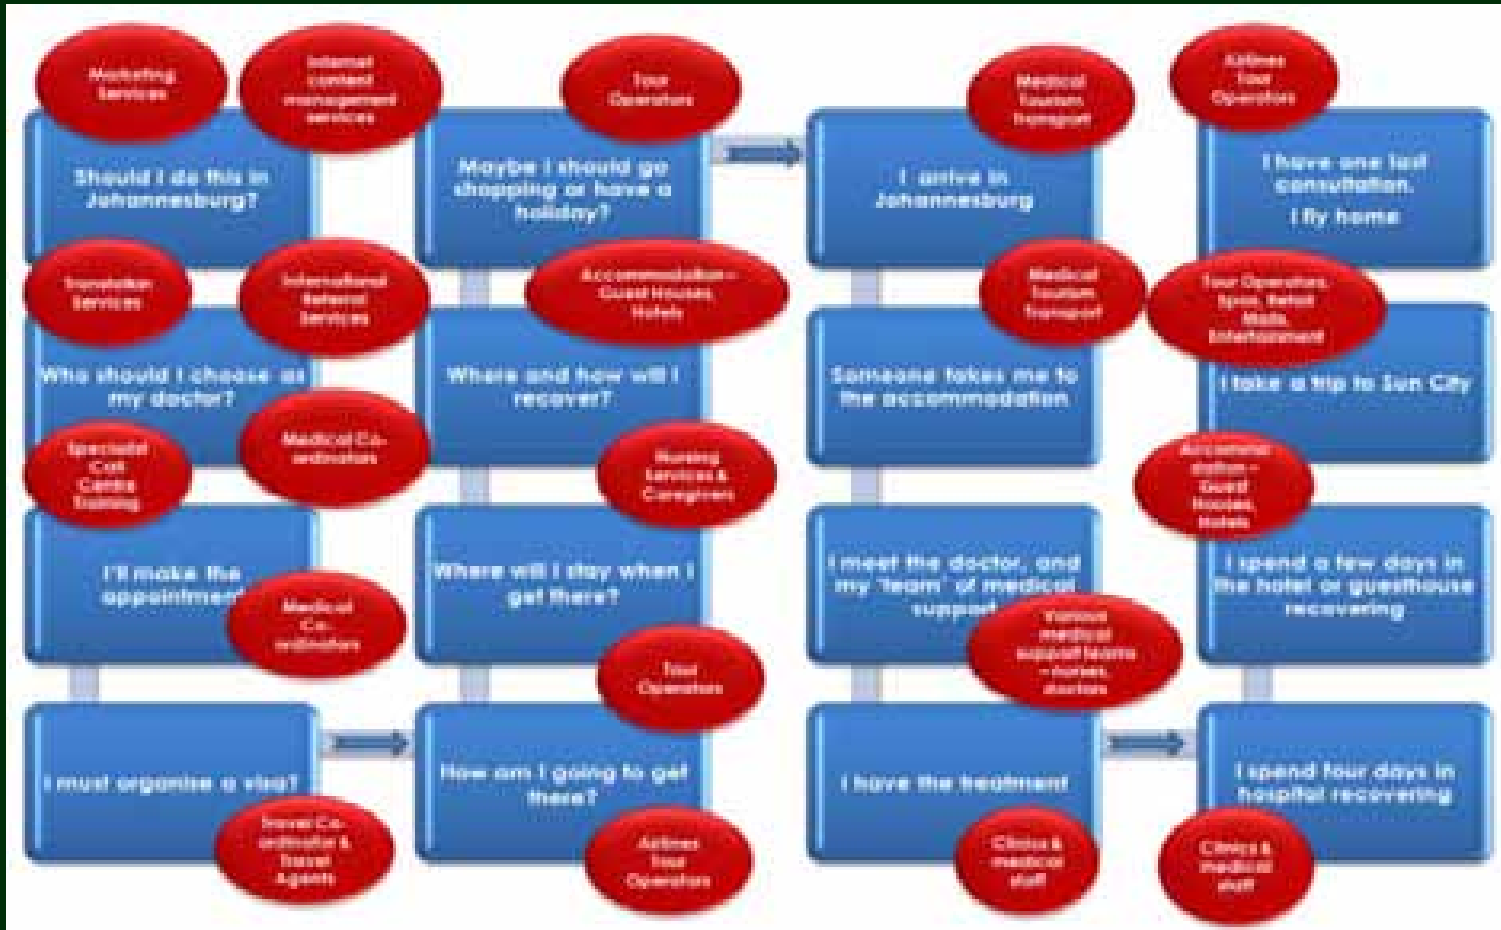 Marketing
Services
Internet
content
management
services
Should I do this in
Johannesburg?
Translation
Services
International
Referral
Services
Who should I choose as
my doctor?
Medical Co-
ordinators
Specialist
Call
Centre
Training
I'll make the
appointment
Medical
Co-
ordinators
I must organise a visa?
Travel Co-
ordinator &
Travel
Agents
Tour
Operators
Maybe I should go
shopping or have a
holiday?
Accommodation –
Guest Houses,
Hotels
Where and how will I
recover?
Nursing
Services &
Caregivers
Where will I stay when I
get there?
Tour
Operators
How am I going to get
there?
Airlines
Tour
Operators
Medical
Tourism
Transport
I arrive in
Johannesburg
Medical
Tourism
Transport
Someone takes me to
the accommodation
I meet the doctor, and
my 'team' of medical
support
Various
medical
support teams
– nurses,
doctors
I have the treatment
Clinics &
medical
staff
Airlines
Tour
Operators
I have one last
consultation.
I fly home
Tour Operators,
Spas, Retail
Malls,
Entertainment
I take a trip to Sun City
Accommo
dation –
Guest
Houses,
Hotels
I spend a few days in
the hotel or guesthouse
recovering
I spend four days in
hospital recovering
Clinics &
medical
staff